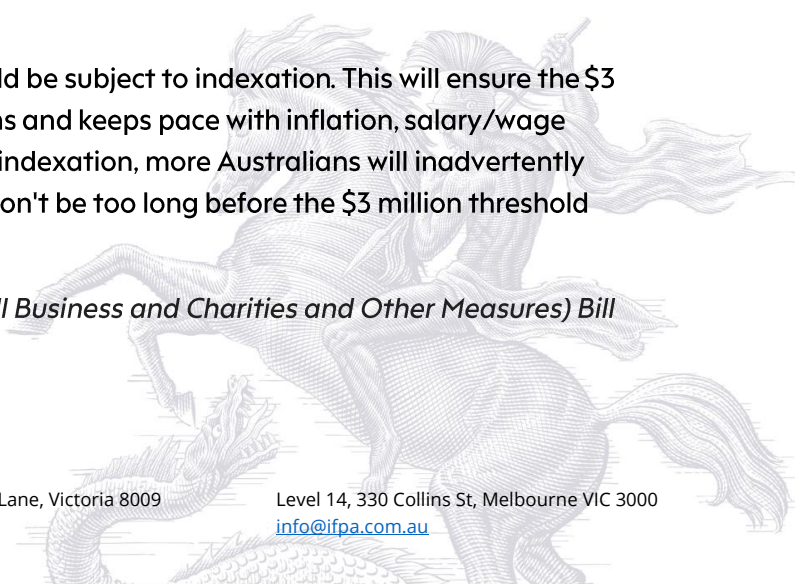 ld be subject to indexation. This will ensure the $3
ns and keeps pace with inflation, salary/wage
indexation, more Australians will inadvertently
on't be too long before the $3 million threshold
ll Business and Charities and Other Measures) Bill
Lane, Victoria 8009
Level 14, 330 Collins St, Melbourne VIC 3000
info@ifpa.com.au